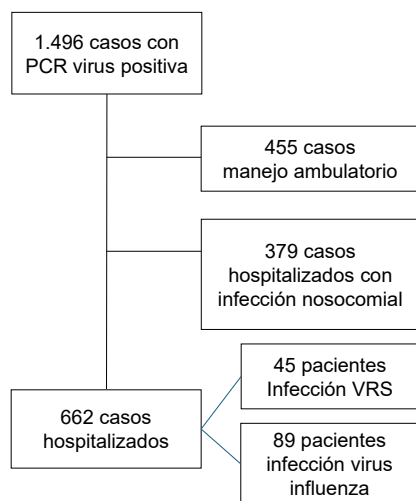 1.496 casos con
PCR virus positiva
455 casos
manejo ambulatorio
379 casos
hospitalizados con
infección nosocomial
45 pacientes
Infección VRS
662 casos
hospitalizados
89 pacientes
infección virus
influenza